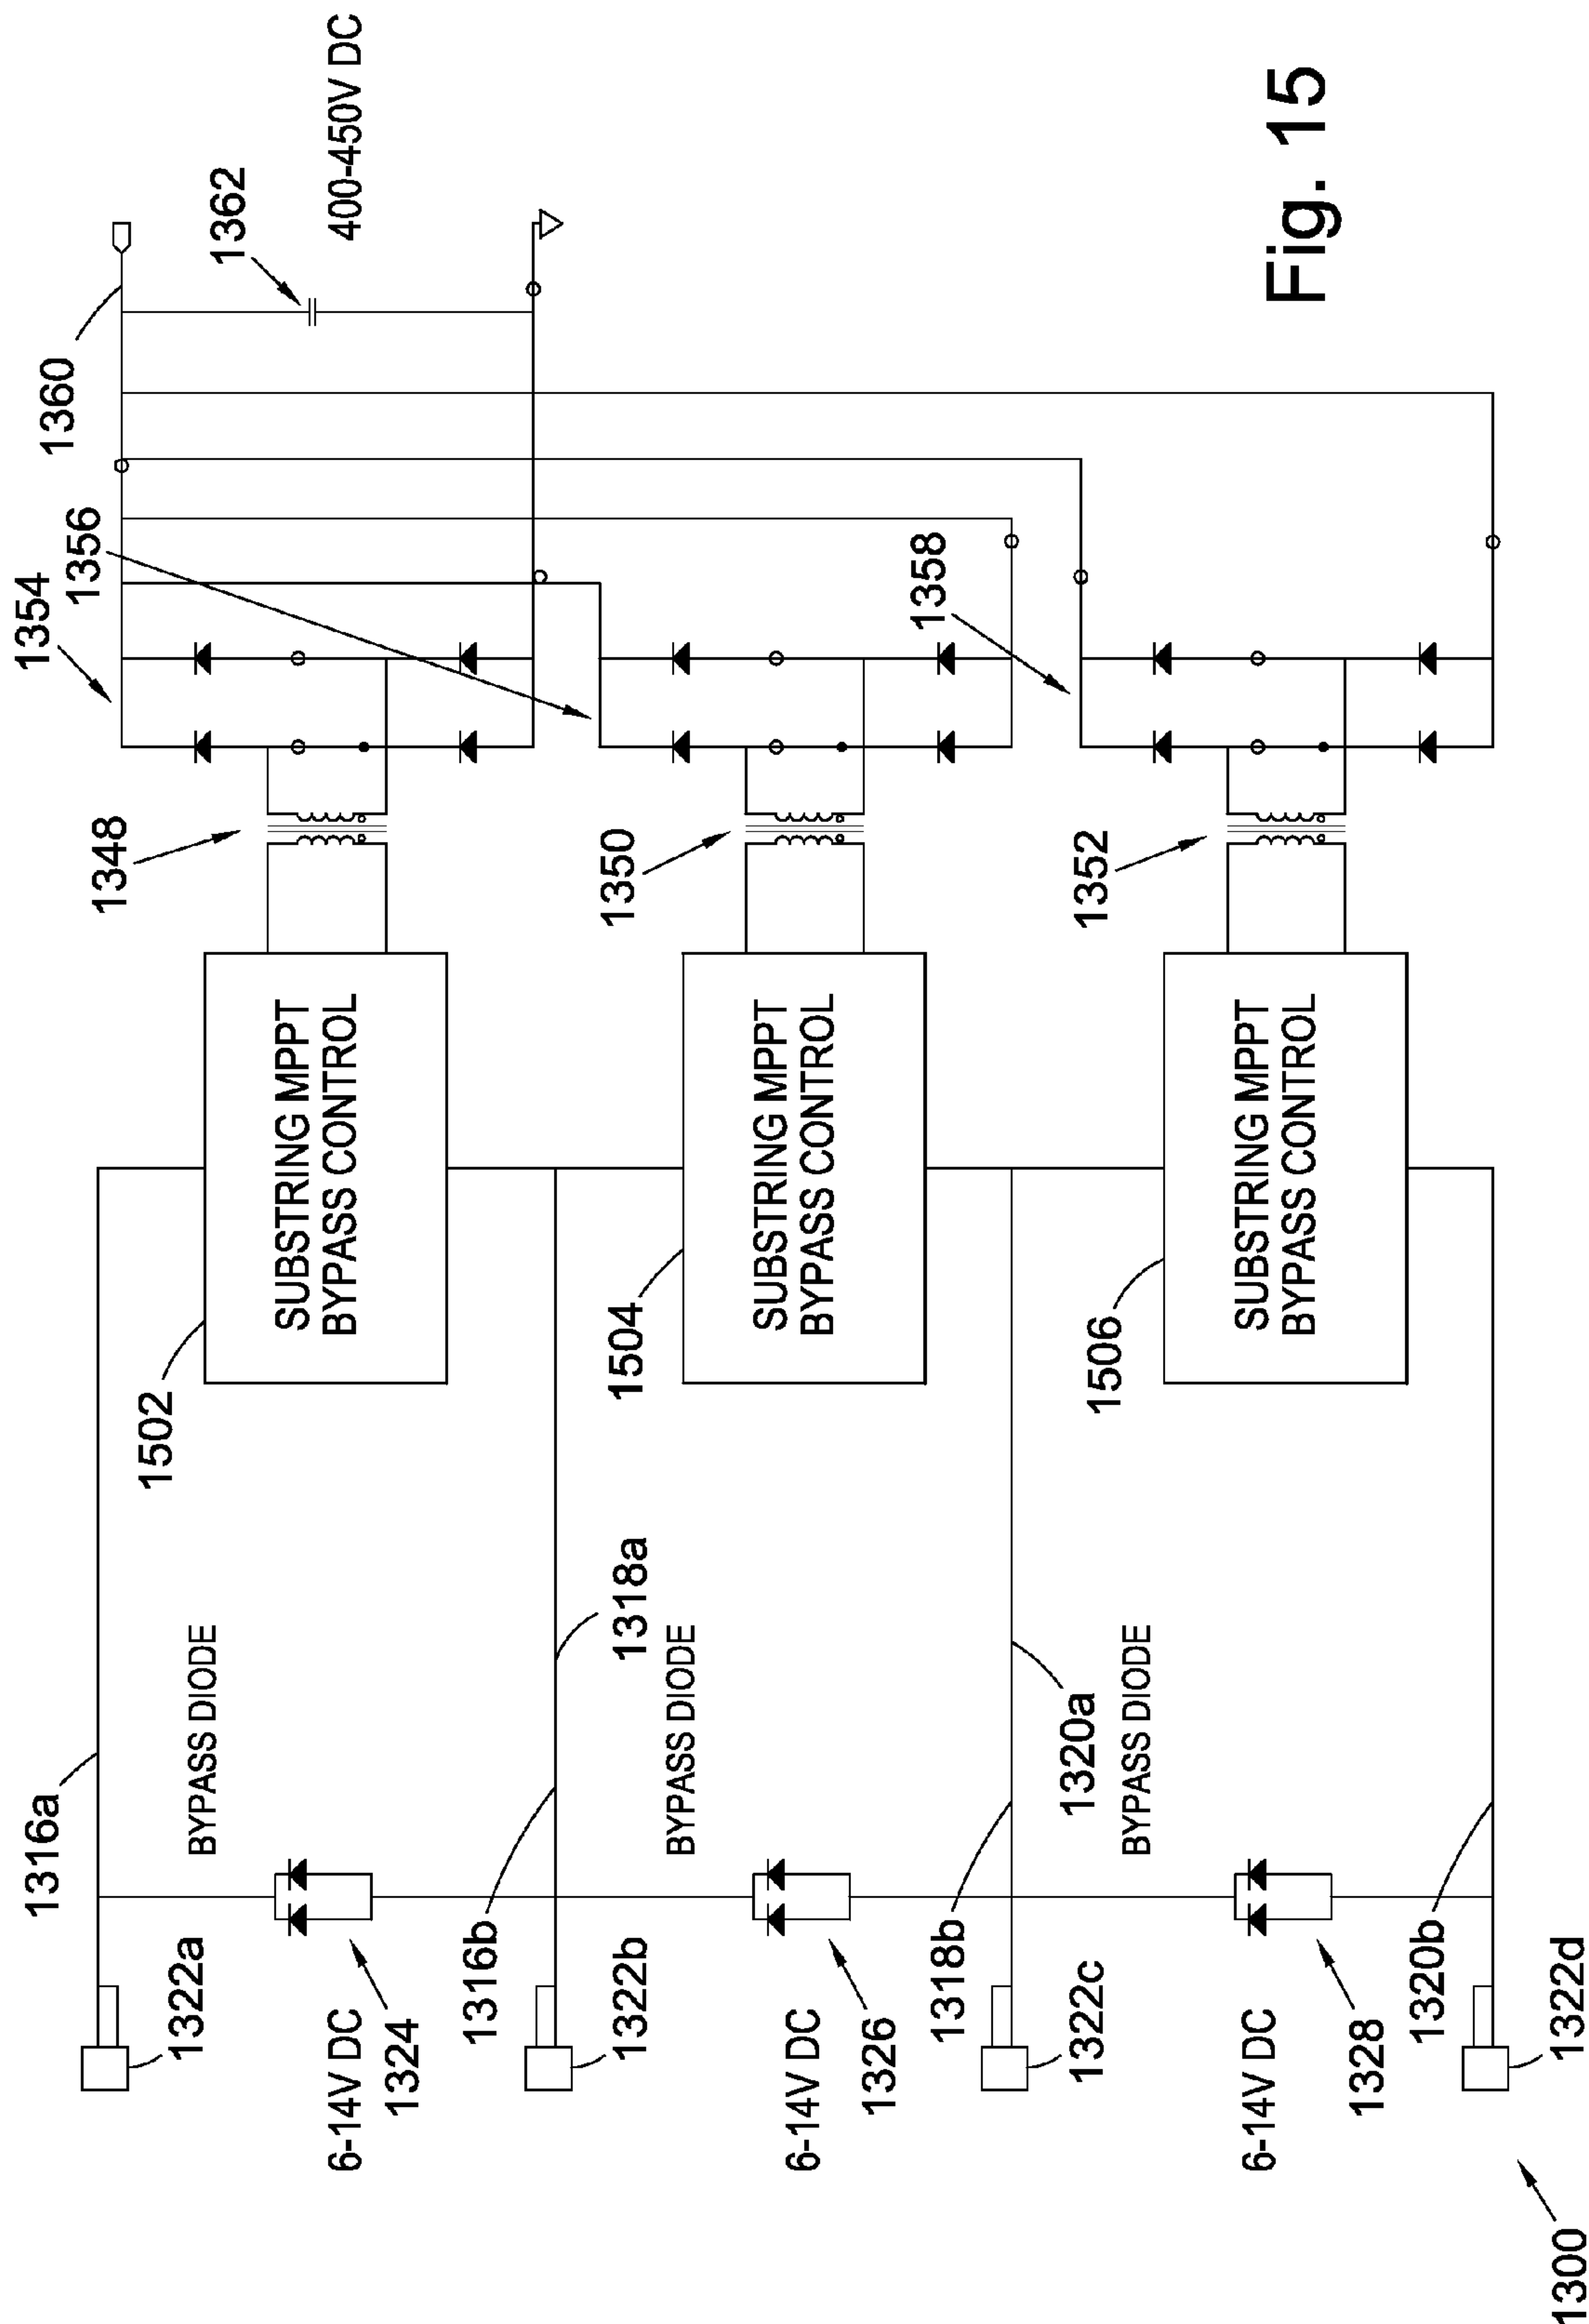 1354
1356
1360
1362
400-450V DC
1348
1350
1358
1352
SUBSTRING MPPT
BYPASS CONTROL
SUBSTRING MPPT
BYPASS CONTROL
SUBSTRING MPPT
BYPASS CONTROL
1502
1504
1506
1316a
BYPASS DIODE
1318a
BYPASS DIODE
1320a
BYPASS DIODE
1322a
1324
6-14V DC
1316b
1322b
1326
6-14V DC
1318b
1322c
1328
6-14V DC
1320b
1322d
1300
Fig. 15